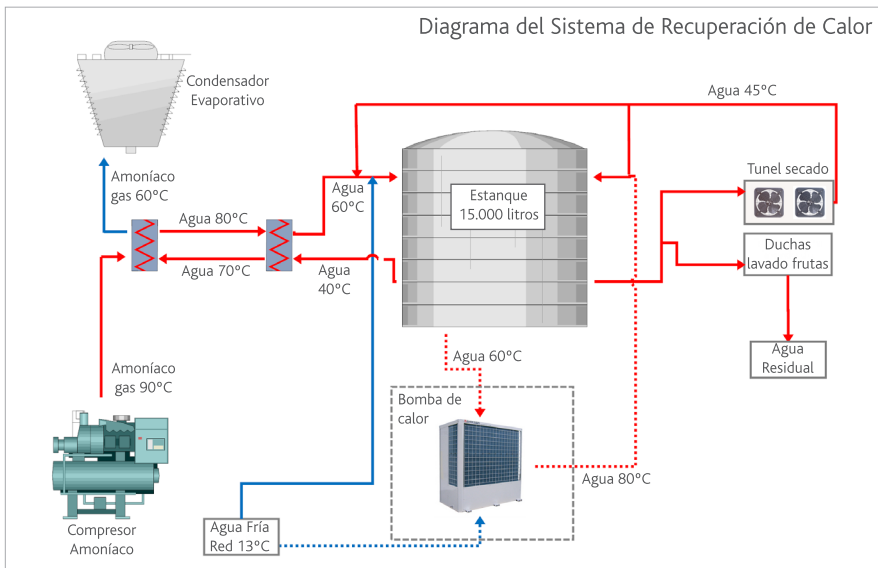 Diagrama del Sistema de Recuperación de Calor
Condensador
Evaporativo
Agua 45°C
Amoníaco
gas 60°C
Agua
60°C
Estanque
15.000 litros
Tunel secado
Agua 80°C
Agua 70°C
Agua
40°C
Duchas
lavado frutas
Amoníaco
gas 90°C
Agua 60°C
Agua
Residual
Bomba de
calor
Agua 80°C
Compresor
Amoníaco
Agua Fría
Red 13°C